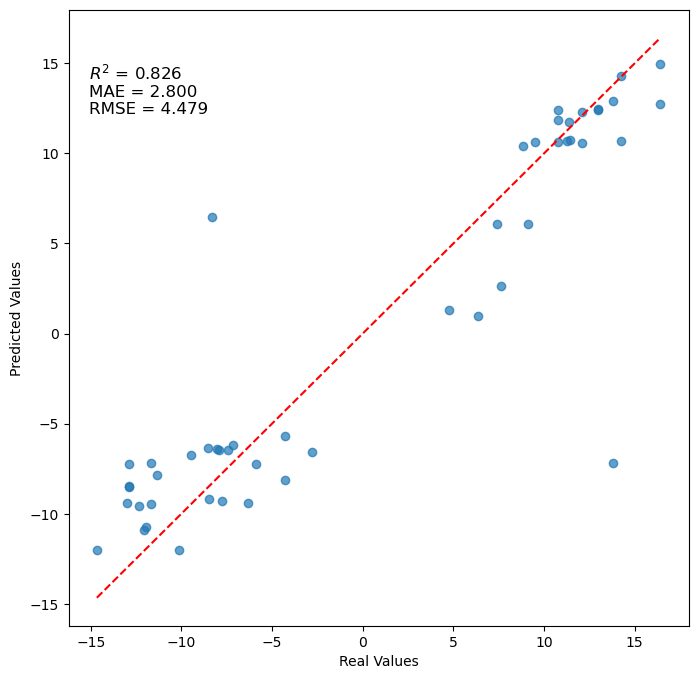 R² = 0.826
MAE = 2.800
RMSE = 4.479
Predicted Values
15
10
5
0
−5
−10
−15
−15 −10 −5 0 5 10 15
Real Values